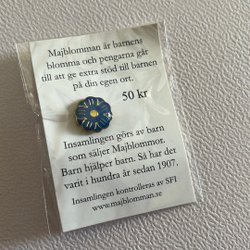 Majblomman är barnens
blomma och pengarna går
till att ge extra stöd till barnen
på din egen ort.
50 kr
Insamlingen görs av barn
som säljer Majblommor.
Barn hjälper barn. Så har det
varit i hundra år sedan 1907.
Insamlingen kontrolleras av SFI
www.majblomman.se